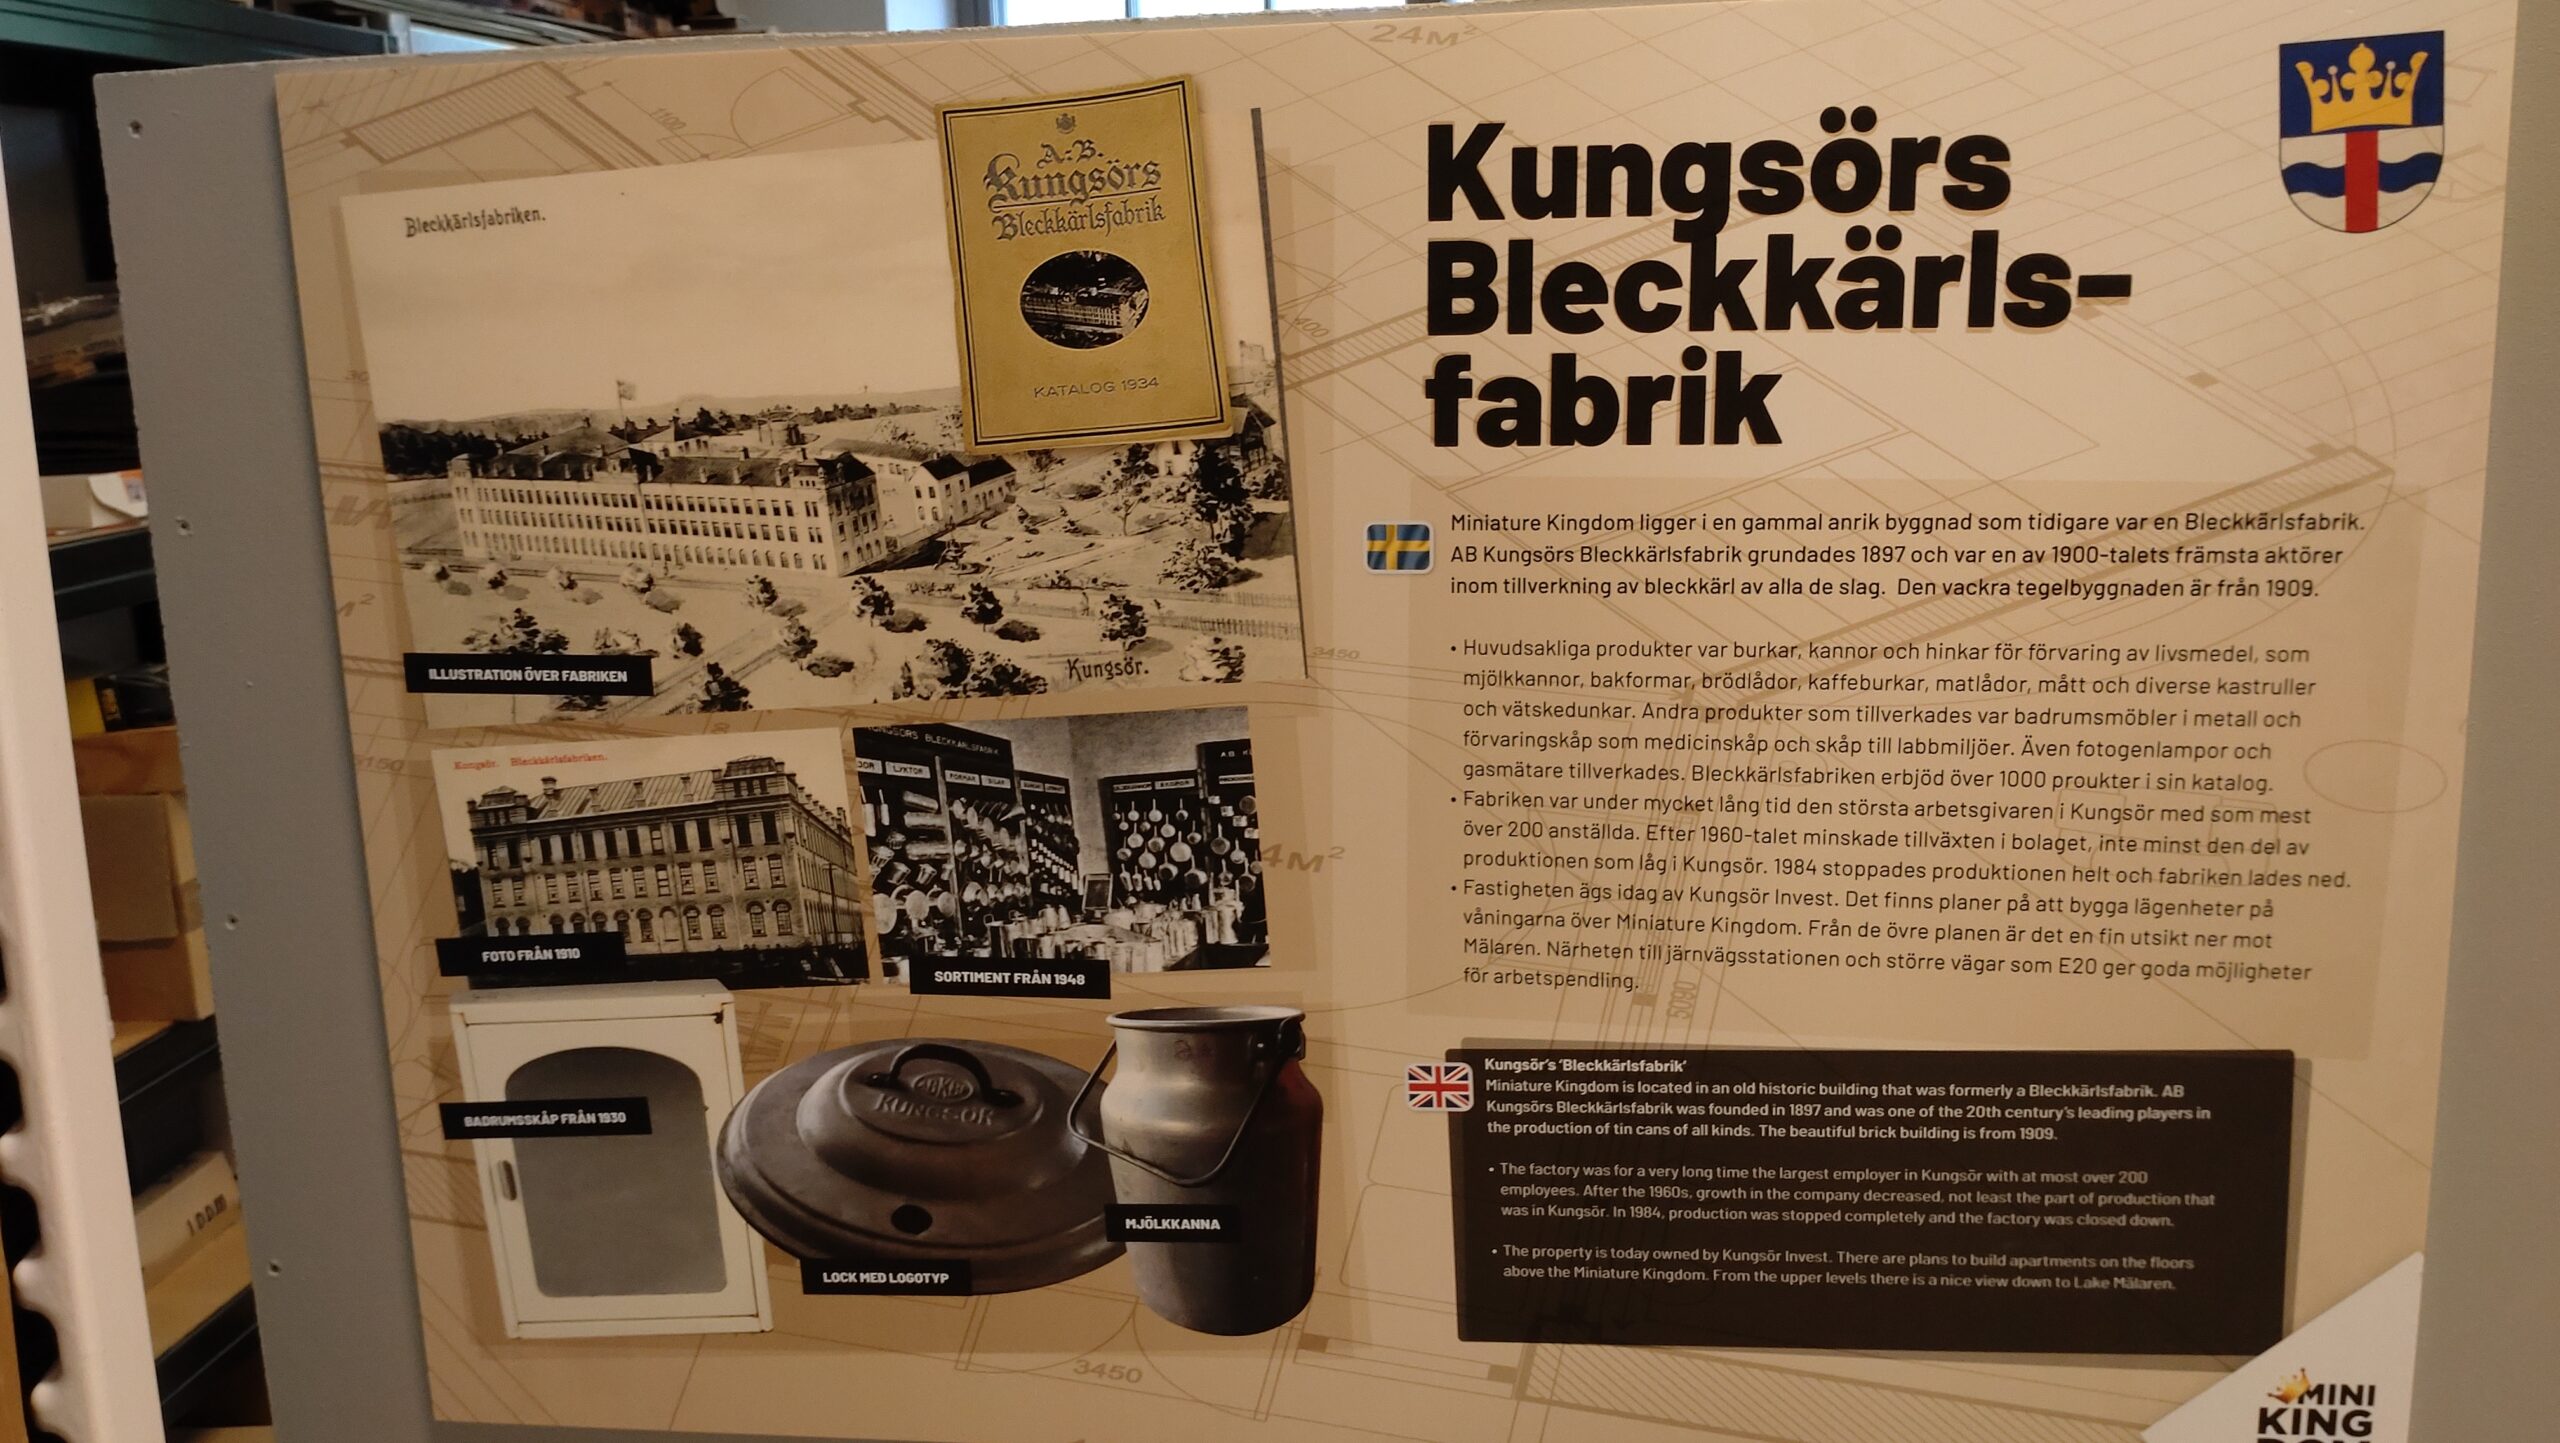 24M²
1100
Bleckkärlsfabriken.
A.-B.
Kungsörs
Bleckkärlsfabrik
KATALOG 1934
Kungsör.
ILLUSTRATION ÖVER FABRIKEN
Kungsör. Bleckkärlsfabriken.
FOTO FRÅN 1910
KUNGSÖRS BLECKKÄRLSFABRIK
LYKTOR
FORMAR
SILAR
SORTIMENT FRÅN 1948
BADRUMSSKÅP FRÅN 1930
KUNGSÖR
LOCK MED LOGOTYP
MJÖLKKANNA
Kungsörs
Bleckkärls-
fabrik
Miniature Kingdom ligger i en gammal anrik byggnad som tidigare var en Bleckkärlsfabrik.
AB Kungsörs Bleckkärlsfabrik grundades 1897 och var en av 1900-talets främsta aktörer
inom tillverkning av bleckkärl av alla de slag. Den vackra tegelbyggnaden är från 1909.
• Huvudsakliga produkter var burkar, kannor och hinkar för förvaring av livsmedel, som
mjölkkannor, bakformar, brödlådor, kaffeburkar, matlådor, mått och diverse kastruller
och vätskedunkar. Andra produkter som tillverkades var badrumsmöbler i metall och
förvaringskåp som medicinskåp och skåp till labbmiljöer. Även fotogenlampor och
gasmätare tillverkades. Bleckkärlsfabriken erbjöd över 1000 proukter i sin katalog.
• Fabriken var under mycket lång tid den största arbetsgivaren i Kungsör med som mest
över 200 anställda. Efter 1960-talet minskade tillväxten i bolaget, inte minst den del av
produktionen som låg i Kungsör. 1984 stoppades produktionen helt och fabriken lades ned.
• Fastigheten ägs idag av Kungsör Invest. Det finns planer på att bygga lägenheter på
våningarna över Miniature Kingdom. Från de övre planen är det en fin utsikt ner mot
Mälaren. Närheten till järnvägsstationen och större vägar som E20 ger goda möjligheter
för arbetspendling.
3450
5090
Kungsör's 'Bleckkärlsfabrik'
Miniature Kingdom is located in an old historic building that was formerly a Bleckkärlsfabrik. AB
Kungsörs Bleckkärlsfabrik was founded in 1897 and was one of the 20th century's leading players in
the production of tin cans of all kinds. The beautiful brick building is from 1909.
• The factory was for a very long time the largest employer in Kungsör with at most over 200
employees. After the 1960s, growth in the company decreased, not least the part of production that
was in Kungsör. In 1984, production was stopped completely and the factory was closed down.
• The property is today owned by Kungsör Invest. There are plans to build apartments on the floors
above the Miniature Kingdom. From the upper levels there is a nice view down to Lake Mälaren.
3450
MINI
KING